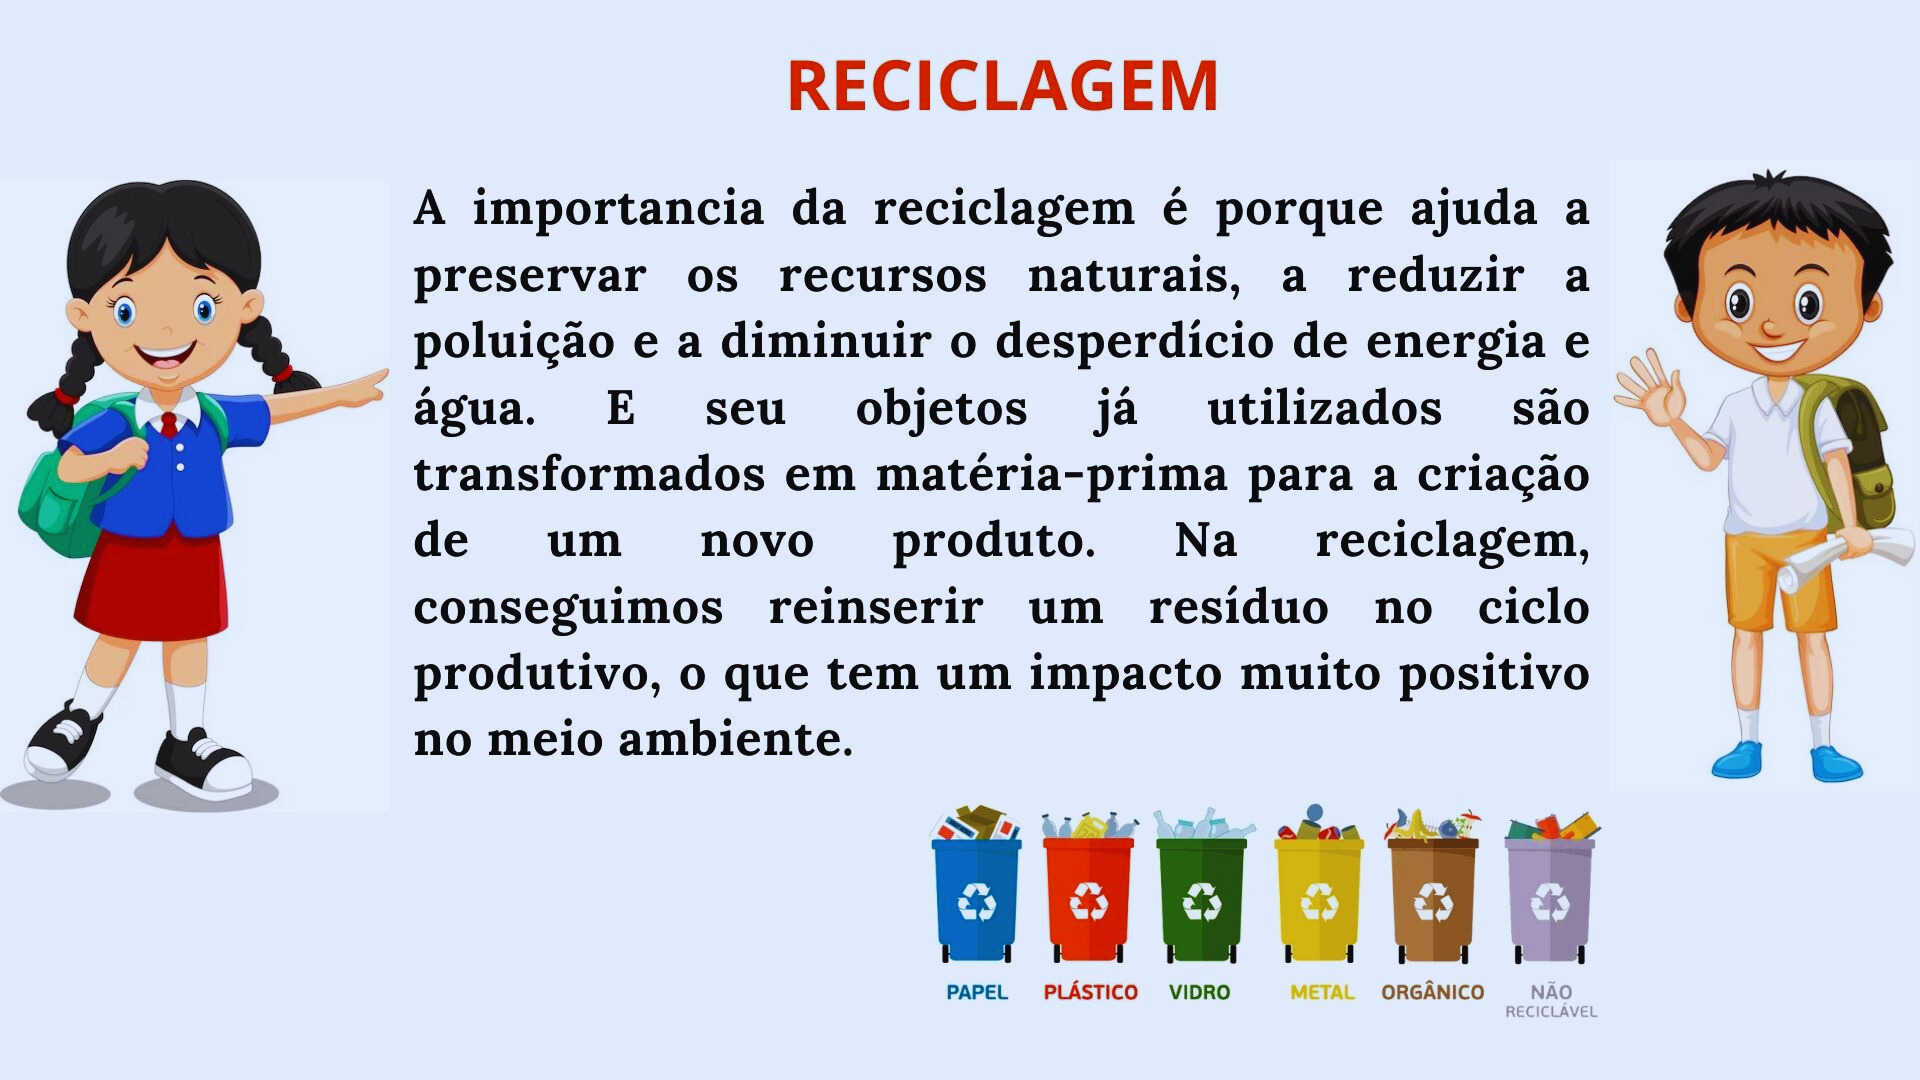 RECICLAGEM
A importancia da reciclagem é porque ajuda a
preservar os recursos naturais, a reduzir a
poluição e a diminuir o desperdício de energia e
água. E seu objetos já utilizados são
transformados em matéria-prima para a criação
de um novo produto. Na reciclagem,
conseguimos reinserir um resíduo no ciclo
produtivo, o que tem um impacto muito positivo
no meio ambiente.
PAPEL PLÁSTICO VIDRO METAL ORGÂNICO NÃO
RECICLÁVEL